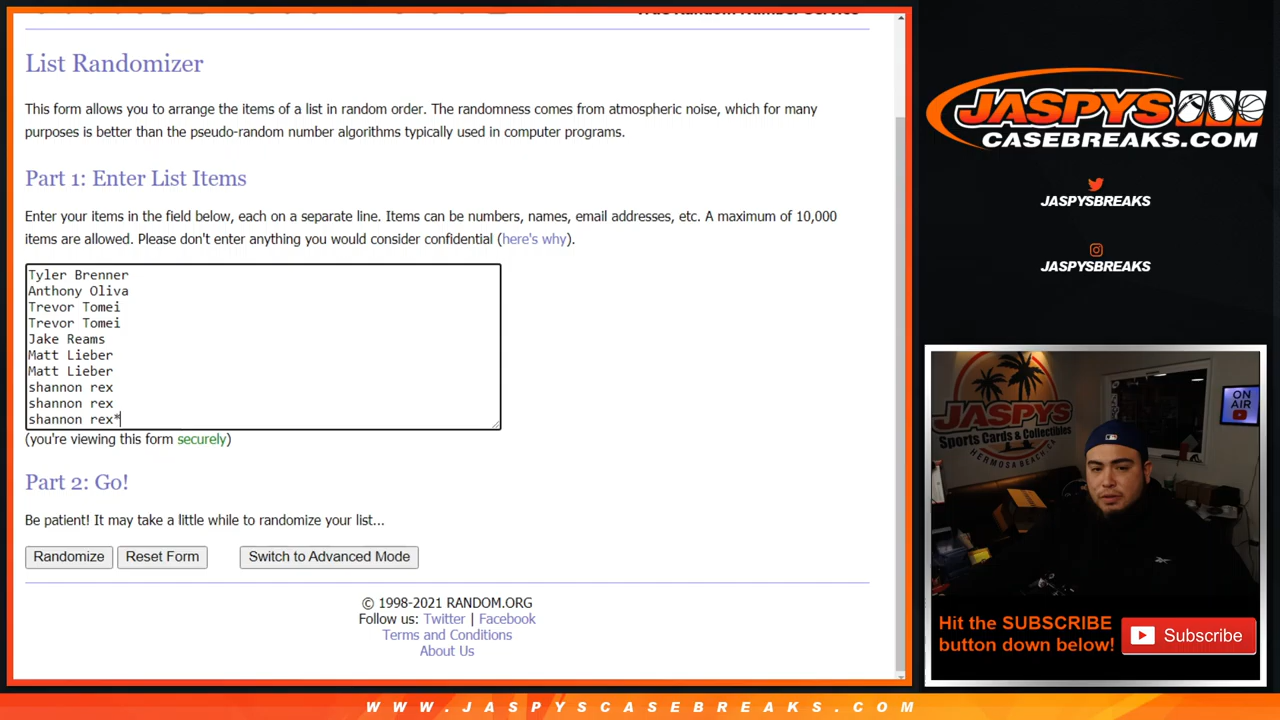 List Randomizer
This form allows you to arrange the items of a list in random order. The randomness comes from atmospheric noise, which for many
purposes is better than the pseudo-random number algorithms typically used in computer programs.
Part 1: Enter List Items
Enter your items in the field below, each on a separate line. Items can be numbers, names, email addresses, etc. A maximum of 10,000
items are allowed. Please don't enter anything you would consider confidential (here's why).
Tyler Brenner
Anthony Oliva
Trevor Tomei
Trevor Tomei
Jake Reams
Matt Lieber
Matt Lieber
shannon rex
shannon rex
shannon rex*
(you're viewing this form securely)
Part 2: Go!
Be patient! It may take a little while to randomize your list...
Randomize Reset Form Switch to Advanced Mode
© 1998-2021 RANDOM.ORG
Follow us: Twitter | Facebook
Terms and Conditions
About Us
JASPYS
CASEBREAKS.COM
JASPYSBREAKS
JASPYSBREAKS
JASPYS
Sports Cards & Collectibles
HERMOSA BEACH, CA
ON
AIR
Hit the SUBSCRIBE
button down below!
Subscribe
WWW.JASPYSCASEBREAKS.COM